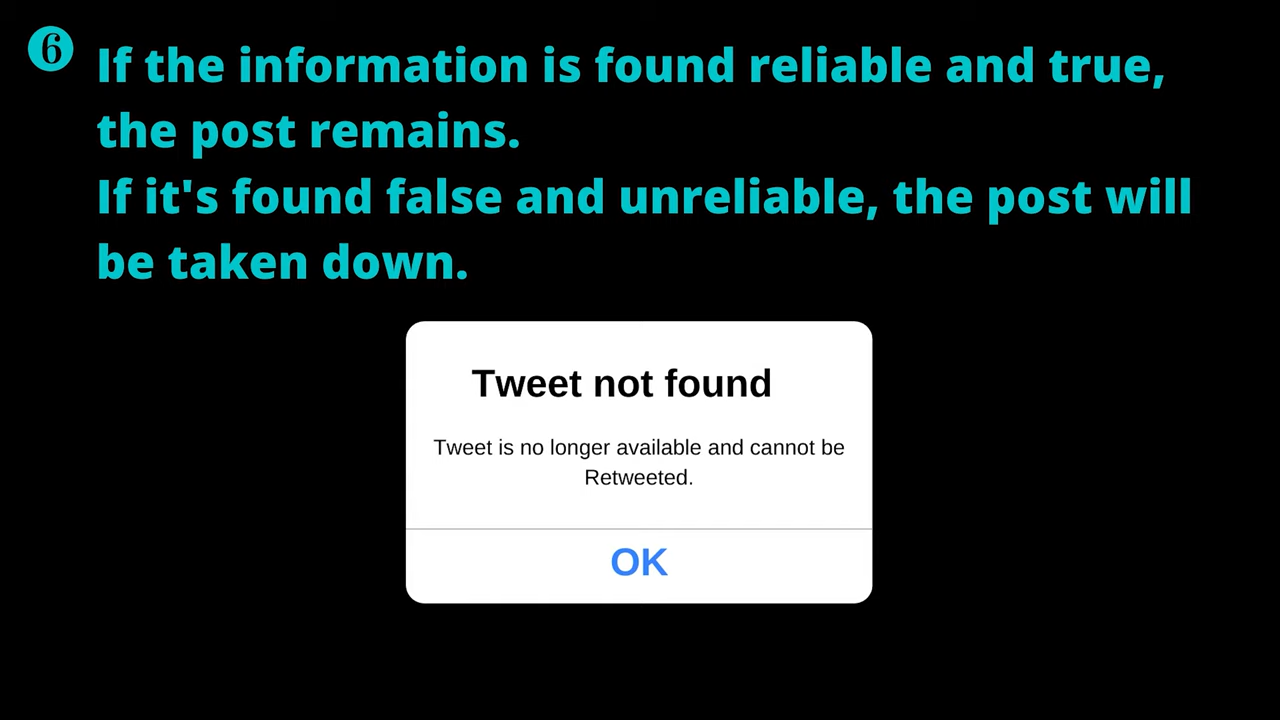 6
If the information is found reliable and true,
the post remains.
If it's found false and unreliable, the post will
be taken down.
Tweet not found
Tweet is no longer available and cannot be
Retweeted.
OK